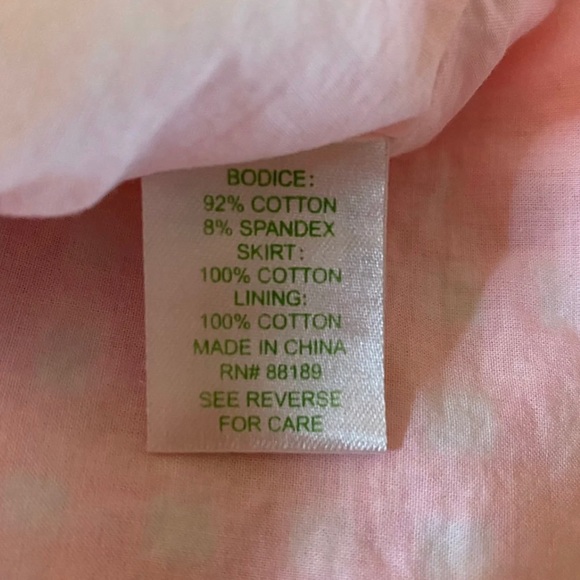 BODICE:
92% COTTON
8% SPANDEX
SKIRT:
100% COTTON
LINING:
100% COTTON
MADE IN CHINA
RN# 88189
SEE REVERSE
FOR CARE